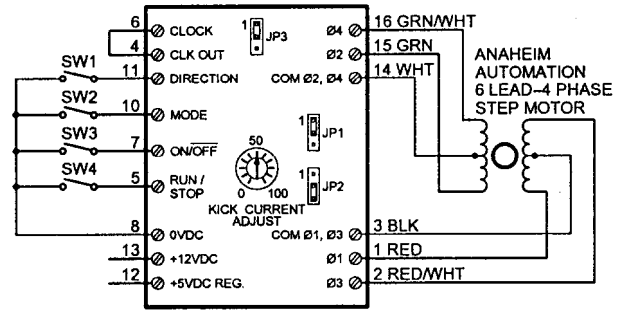 6 CLOCK 1 JP3 Ø4 16 GRN/WHT
4 CLK OUT Ø2 15 GRN
SW1 11 DIRECTION COM Ø2, Ø4 14 WHT
ANAHEIM
AUTOMATION
6 LEAD-4 PHASE
STEP MOTOR
SW2 10 MODE
1 JP1
SW3 7 ON/OFF
50
SW4 5 RUN /
STOP
1 JP2
0 100
KICK CURRENT
ADJUST
8 0VDC COM Ø1, Ø3 3 BLK
13 +12VDC Ø1 1 RED
12 +5VDC REG. Ø3 2 RED/WHT